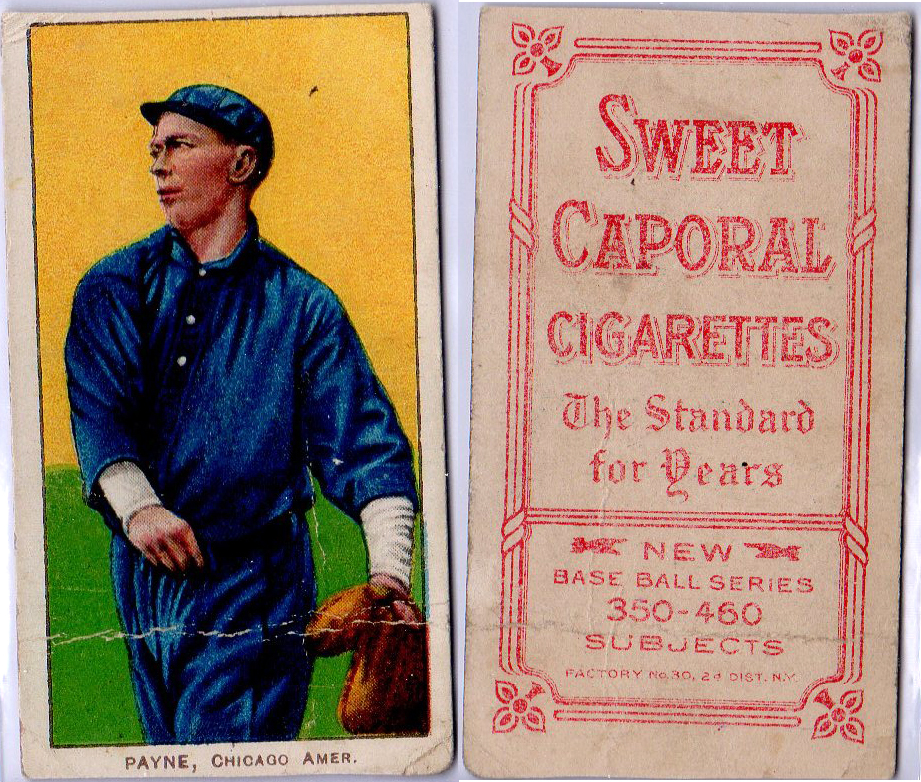 PAYNE, CHICAGO AMER.
SWEET
CAPORAL
CIGARETTES
The Standard
for Years
NEW
BASE BALL SERIES
350-460
SUBJECTS
FACTORY No. 30, 2d DIST. N.Y.